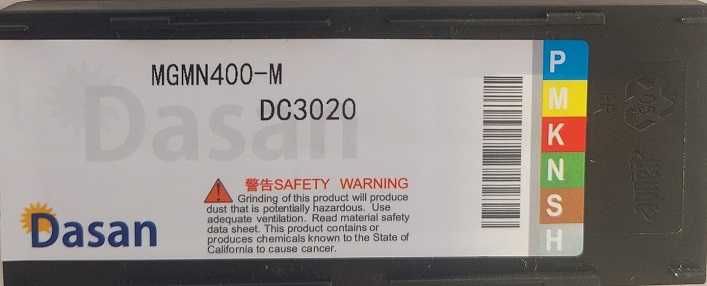 MGMN400-M
DC3020
Dasan
警告SAFETY WARNING
Grinding of this product will produce
dust that is potentially hazardous. Use
adequate ventilation. Read material safety
data sheet. This product contains or
produces chemicals known to the State of
California to cause cancer.
Dasan
P
M
K
N
S
H